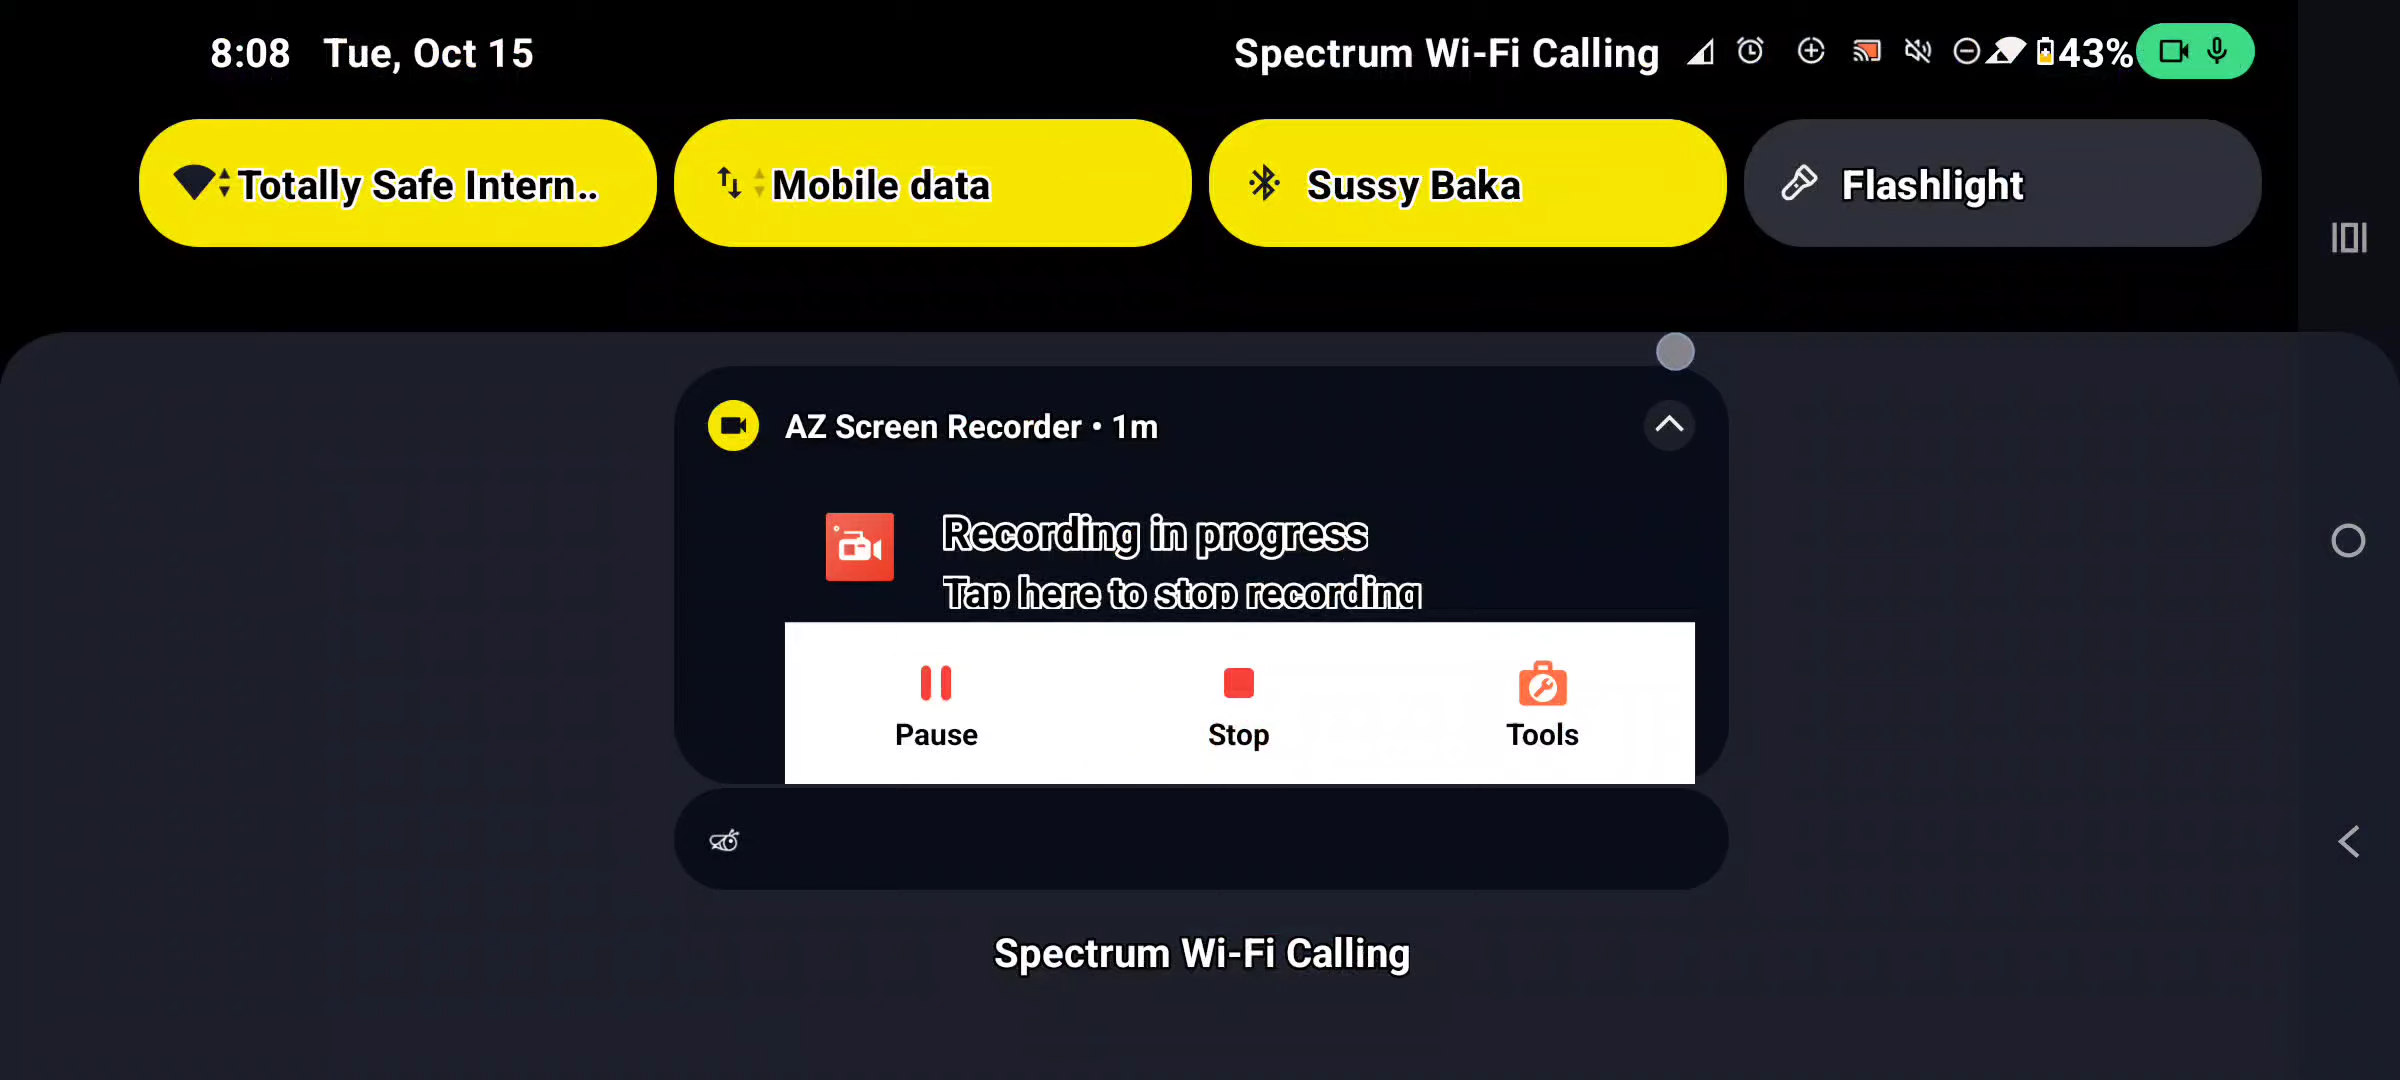 8:08 Tue, Oct 15
Spectrum Wi-Fi Calling 43%
Totally Safe Intern..
Mobile data
Sussy Baka
Flashlight
AZ Screen Recorder • 1m
Recording in progress
Tap here to stop recording
Pause
Stop
Tools
Spectrum Wi-Fi Calling